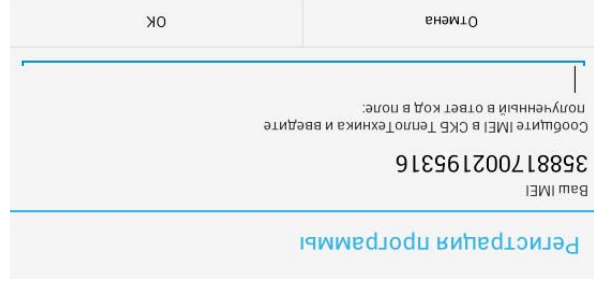 Регистрация программы
Ваш IMEI
358817002195316
Сообщите IMEI в СКБ ТеплоТехника и введите
полученный в ответ код в поле:
Отмена
ОК